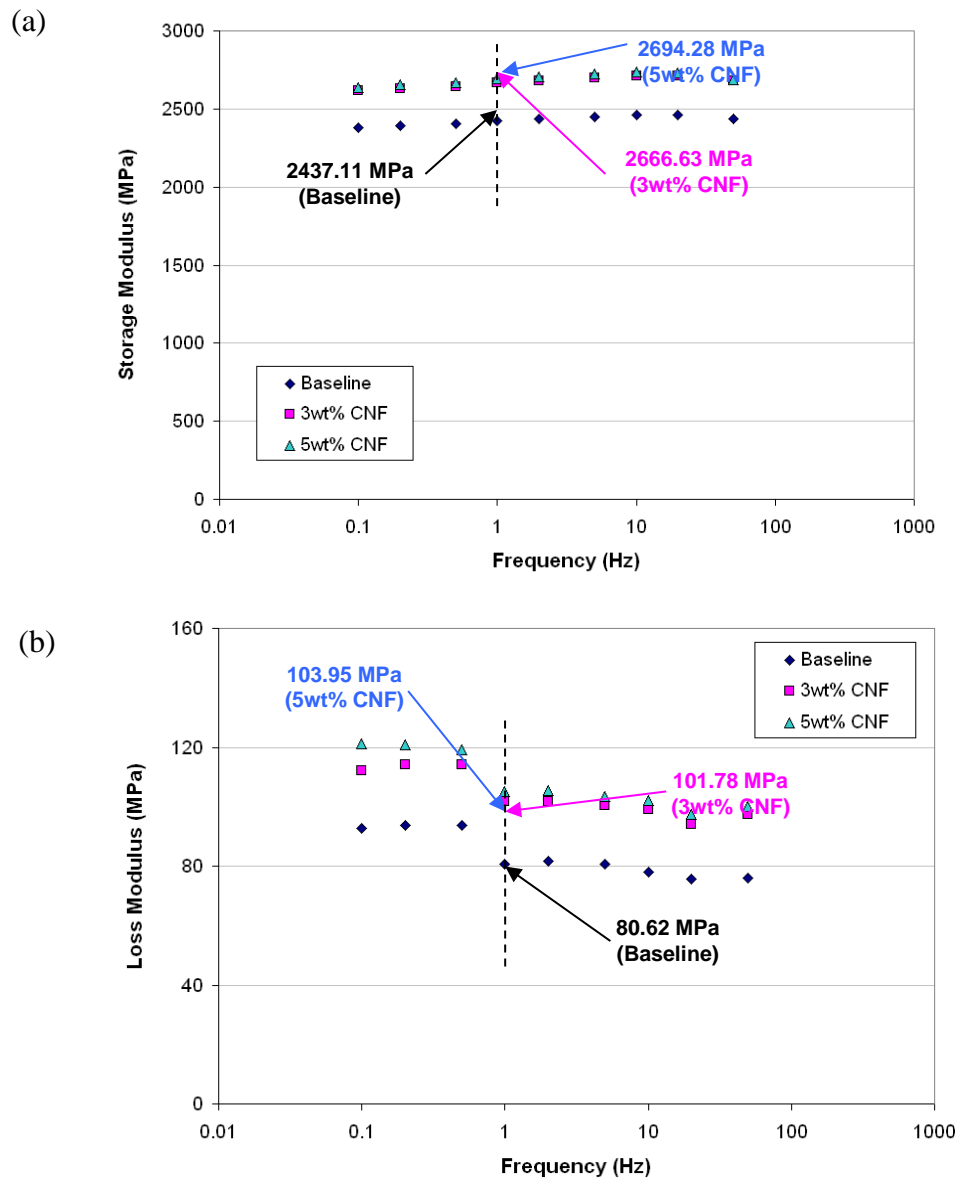 (a)
3000
2500
2000
1500
1000
500
0
Storage Modulus (MPa)
2694.28 MPa
(5wt% CNF)
2437.11 MPa
(Baseline)
2666.63 MPa
(3wt% CNF)
Baseline
3wt% CNF
5wt% CNF
0.01
0.1
1
10
100
1000
Frequency (Hz)
(b)
160
120
80
40
0
Loss Modulus (MPa)
103.95 MPa
(5wt% CNF)
Baseline
3wt% CNF
5wt% CNF
101.78 MPa
(3wt% CNF)
80.62 MPa
(Baseline)
0.01
0.1
1
10
100
1000
Frequency (Hz)